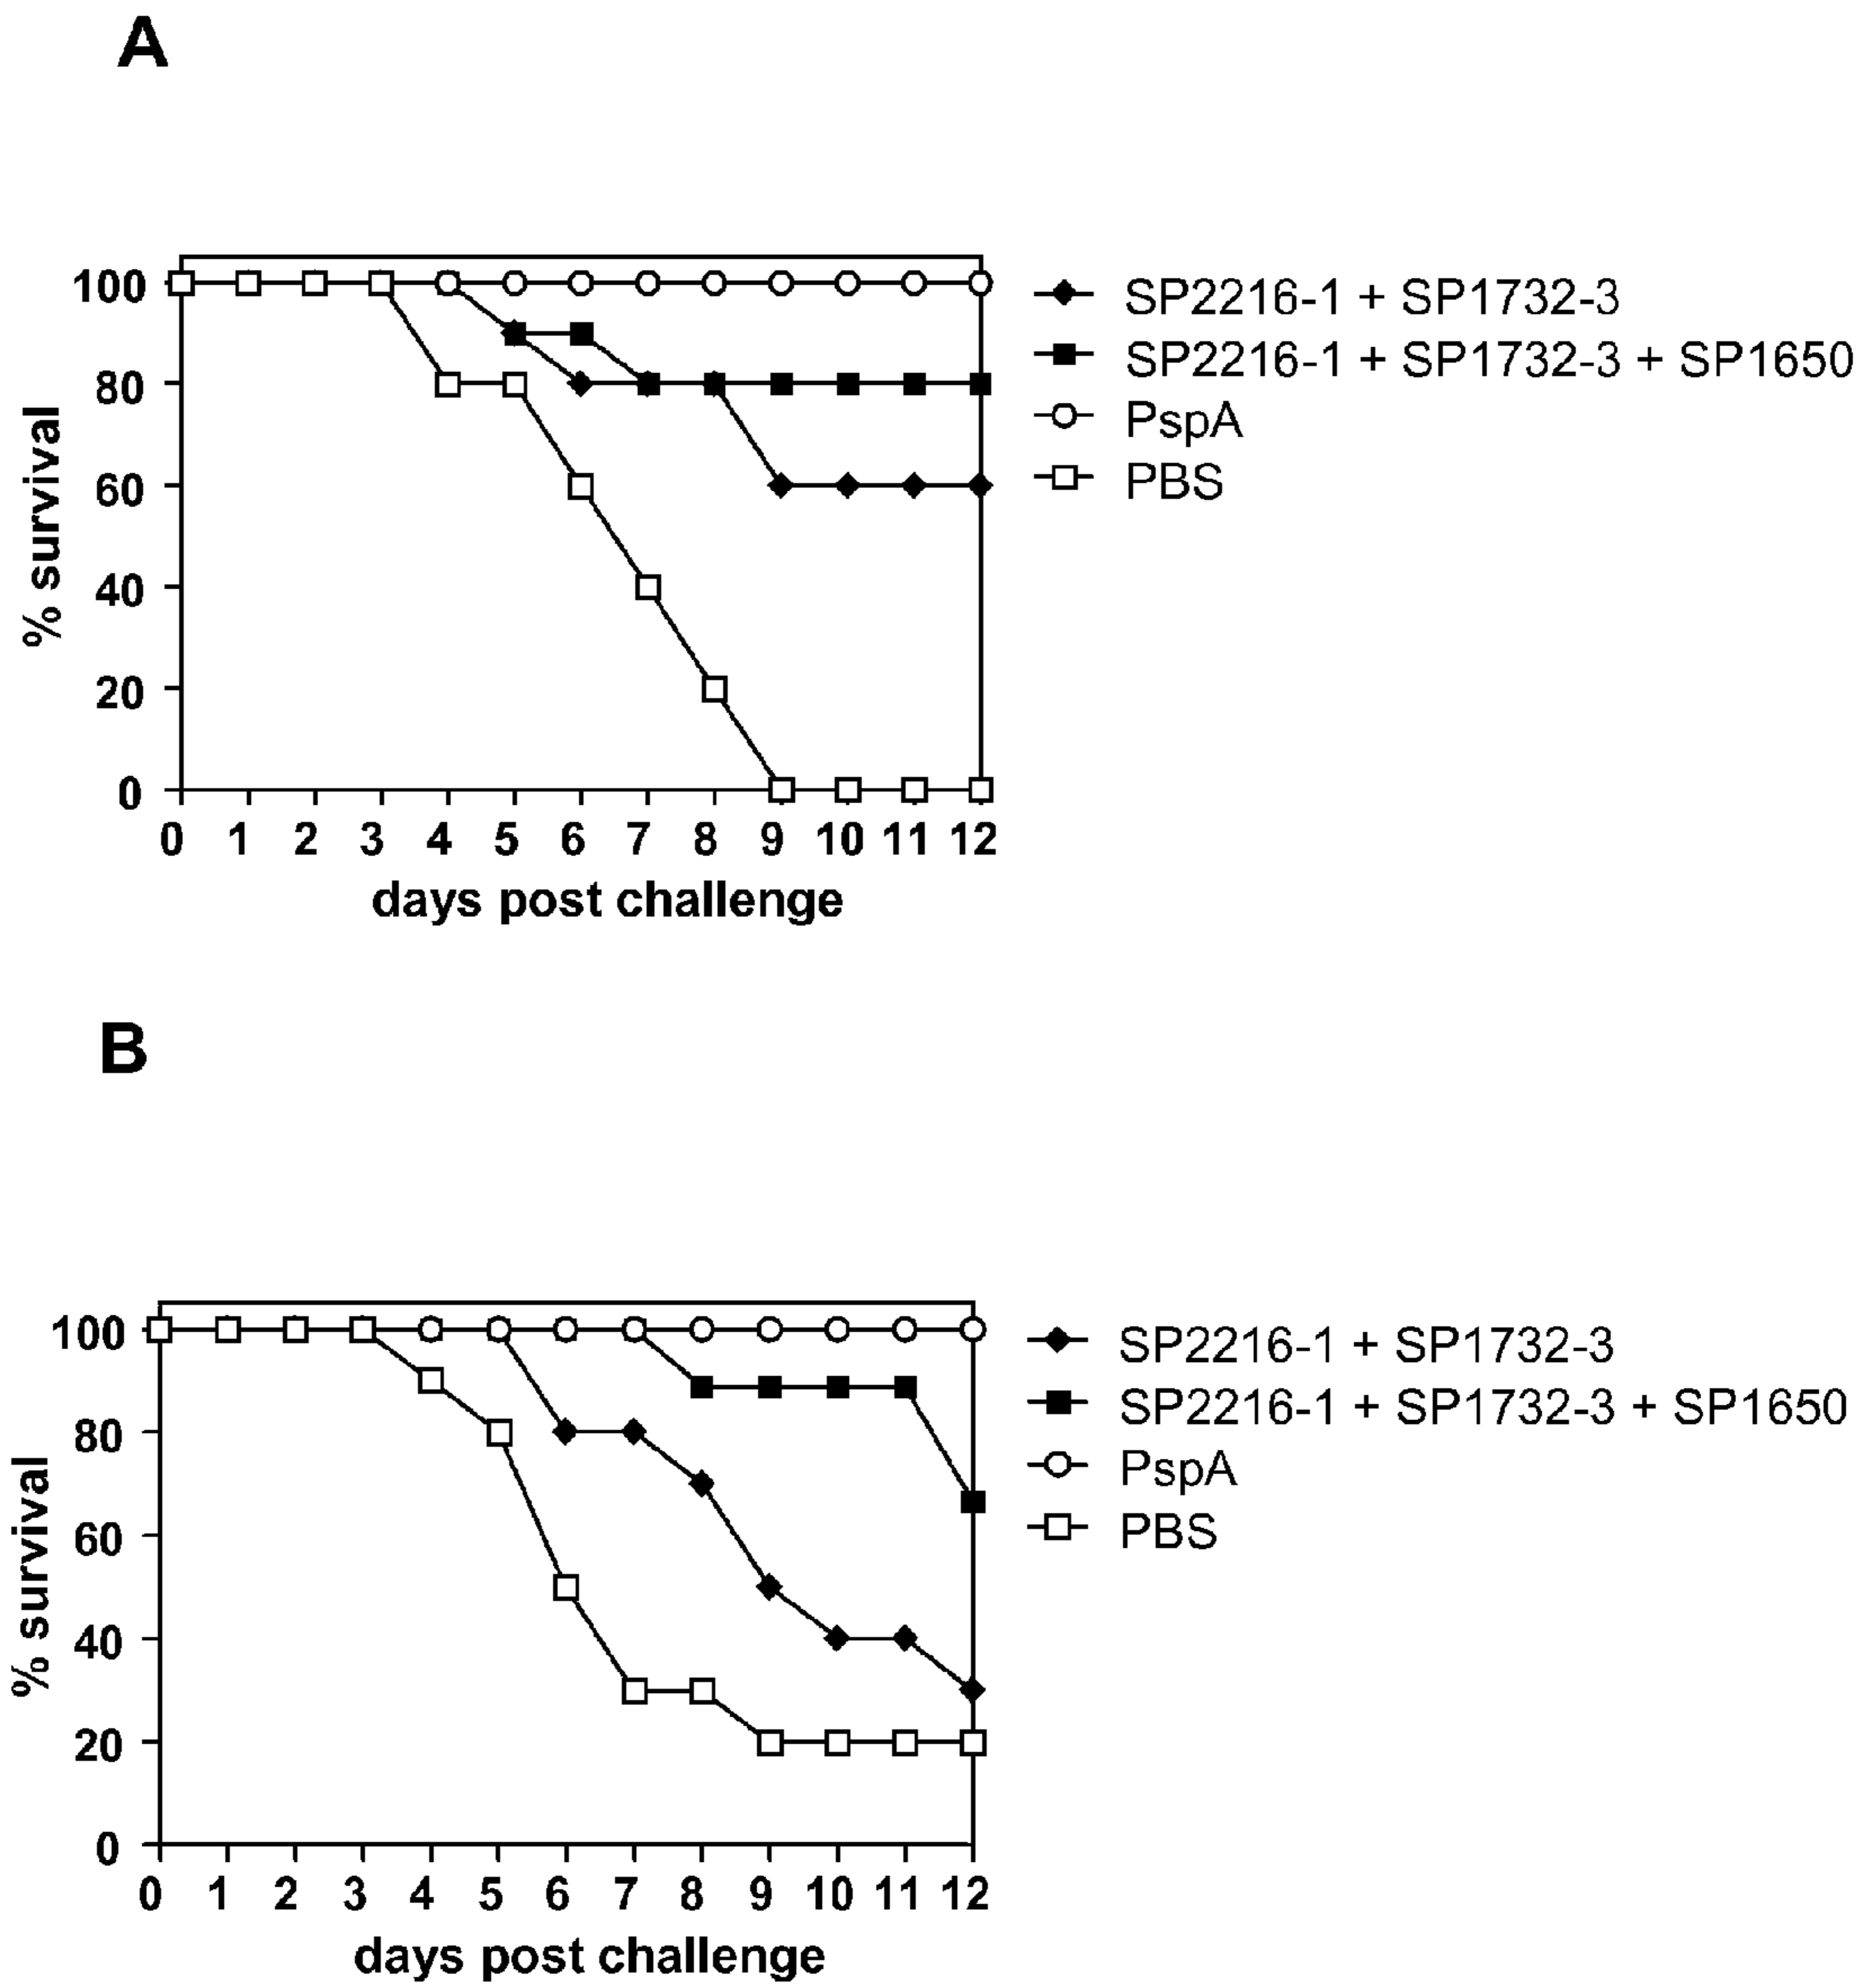 A
100
80
60
40
20
0
% survival
0 1 2 3 4 5 6 7 8 9 10 11 12
days post challenge
SP2216-1 + SP1732-3
SP2216-1 + SP1732-3 + SP1650
PspA
PBS
B
100
80
60
40
20
0
% survival
0 1 2 3 4 5 6 7 8 9 10 11 12
days post challenge
SP2216-1 + SP1732-3
SP2216-1 + SP1732-3 + SP1650
PspA
PBS